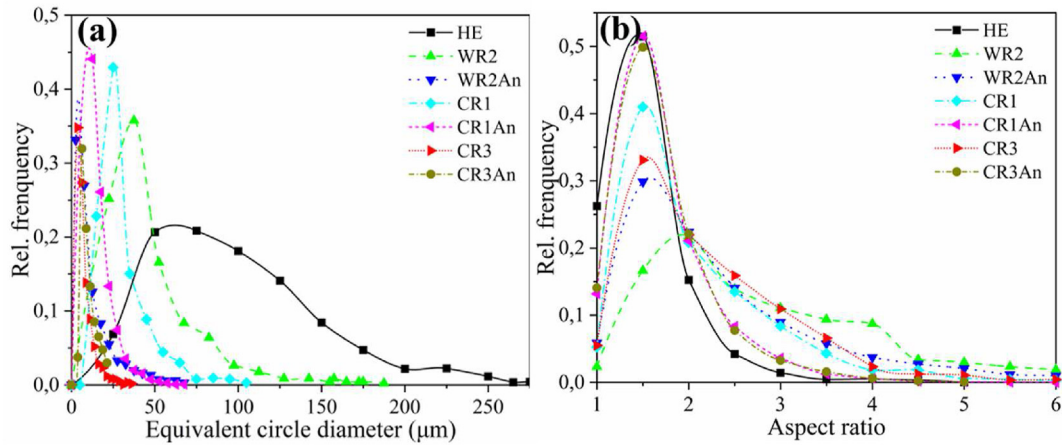 (a)
0,5
0,4
0,3
0,2
0,1
0,0
Rel. frenquency
HE
WR2
WR2An
CR1
CR1An
CR3
CR3An
0 50 100 150 200 250
Equivalent circle diameter (μm)
(b)
0,5
0,4
0,3
0,2
0,1
0,0
Rel. frenquency
HE
WR2
WR2An
CR1
CR1An
CR3
CR3An
1 2 3 4 5 6
Aspect ratio